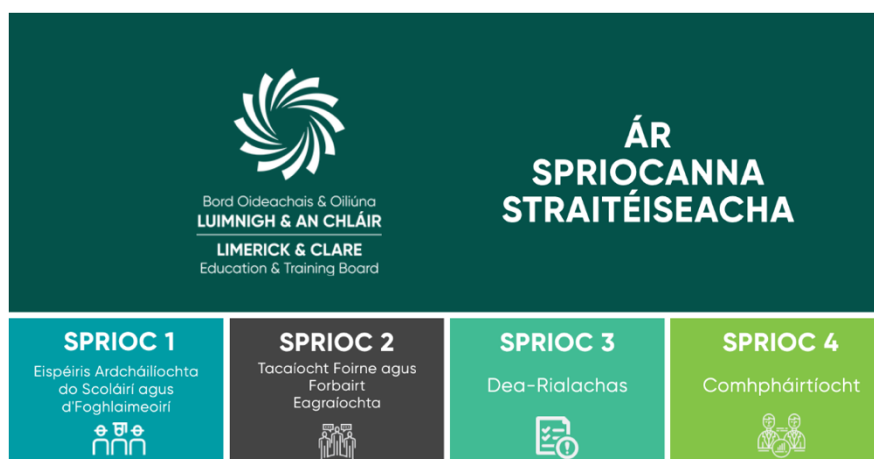 Bord Oideachais & Oiliúna
LUIMNIGH & AN CHLÁIR
LIMERICK & CLARE
Education & Training Board
ÁR
SPRIOCANNA
STRAITÉISEACHA
SPRIOC 1
Eispéiris Ardcháilíochta
do Scoláirí agus
d'Foghlaimeoirí
SPRIOC 2
Tacaíocht Foirne agus
Forbairt
Eagraíochta
SPRIOC 3
Dea-Rialachas
SPRIOC 4
Comhpháirtíocht